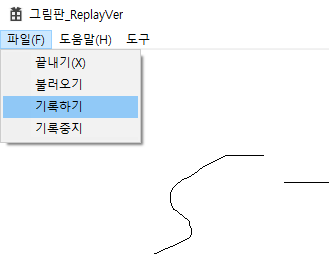 그림판_ReplayVer
파일(F) 도움말(H) 도구
끝내기(X)
불러오기
기록하기
기록중지